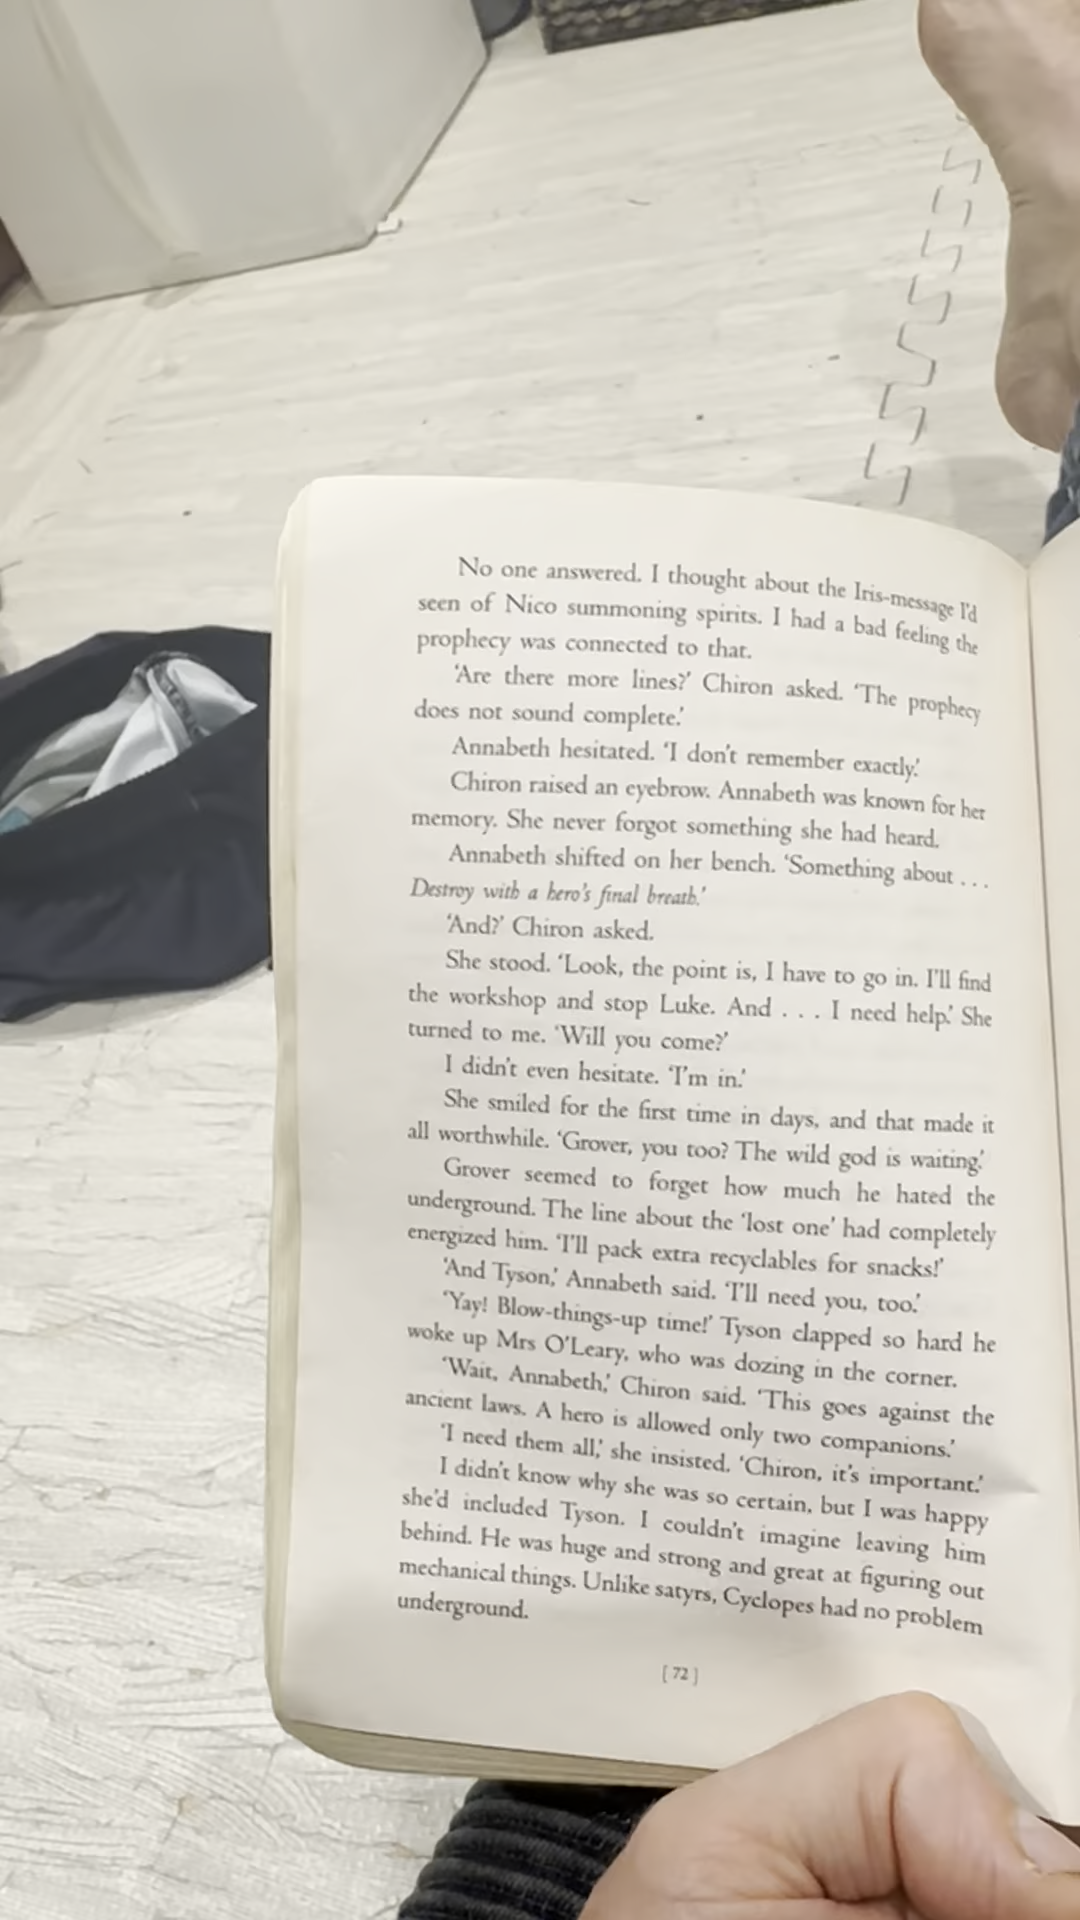 No one answered. I thought about the Iris-message I'd
seen of Nico summoning spirits. I had a bad feeling the
prophecy was connected to that.
'Are there more lines?' Chiron asked. 'The prophecy
does not sound complete.'
Annabeth hesitated. 'I don't remember exactly.'
Chiron raised an eyebrow. Annabeth was known for her
memory. She never forgot something she had heard.
Annabeth shifted on her bench. 'Something about . . .
Destroy with a hero's final breath.'
'And?' Chiron asked.
She stood. 'Look, the point is, I have to go in. I'll find
the workshop and stop Luke. And . . . I need help.' She
turned to me. 'Will you come?'
I didn't even hesitate. 'I'm in.'
She smiled for the first time in days, and that made it
all worthwhile. 'Grover, you too? The wild god is waiting.'
Grover seemed to forget how much he hated the
underground. The line about the 'lost one' had completely
energized him. 'I'll pack extra recyclables for snacks!'
'And Tyson,' Annabeth said. 'I'll need you, too.'
'Yay! Blow-things-up time!' Tyson clapped so hard he
woke up Mrs O'Leary, who was dozing in the corner.
'Wait, Annabeth,' Chiron said. 'This goes against the
ancient laws. A hero is allowed only two companions.'
'I need them all,' she insisted. 'Chiron, it's important.'
I didn't know why she was so certain, but I was happy
she'd included Tyson. I couldn't imagine leaving him
behind. He was huge and strong and great at figuring out
mechanical things. Unlike satyrs, Cyclopes had no problem
underground.
[ 72 ]